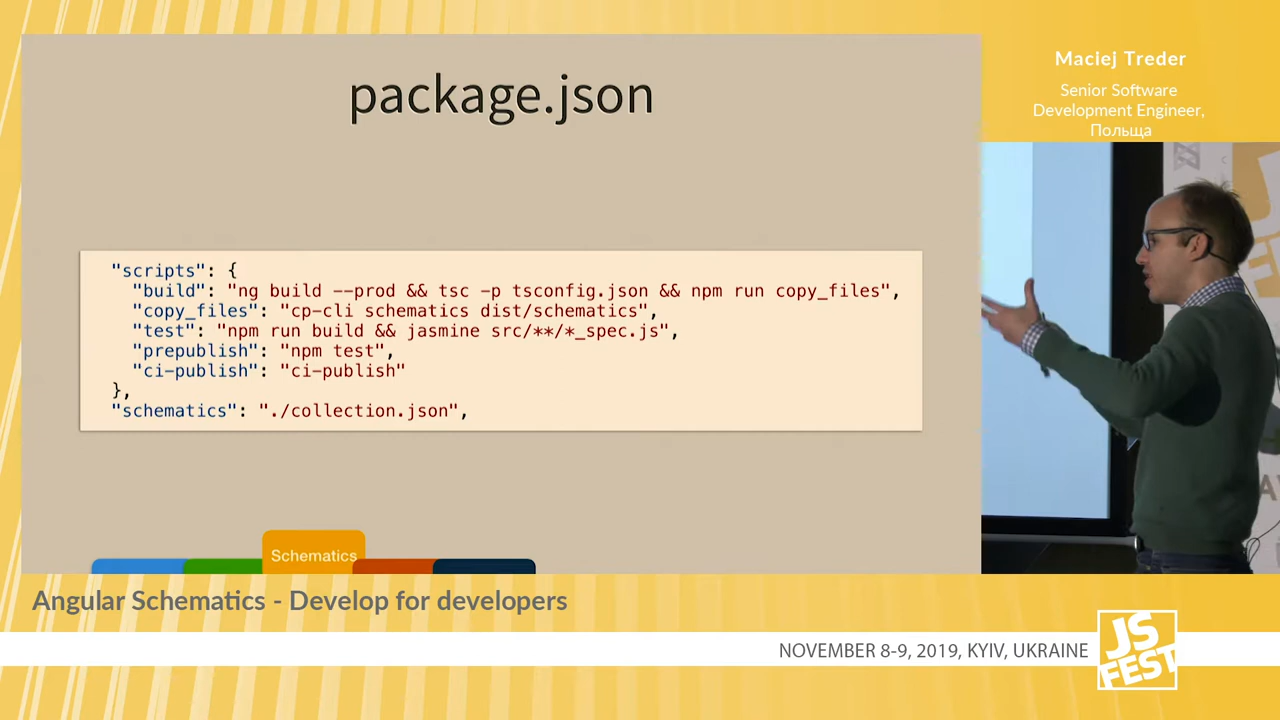 package.json
"scripts": {
"build": "ng build --prod && tsc -p tsconfig.json && npm run copy_files",
"copy_files": "cp-cli schematics dist/schematics",
"test": "npm run build && jasmine src/**/*_spec.js",
"prepublish": "npm test",
"ci-publish": "ci-publish"
},
"schematics": "./collection.json",
Schematics
Maciej Treder
Senior Software
Development Engineer,
Польща
Angular Schematics - Develop for developers
NOVEMBER 8-9, 2019, KYIV, UKRAINE
JS
FEST